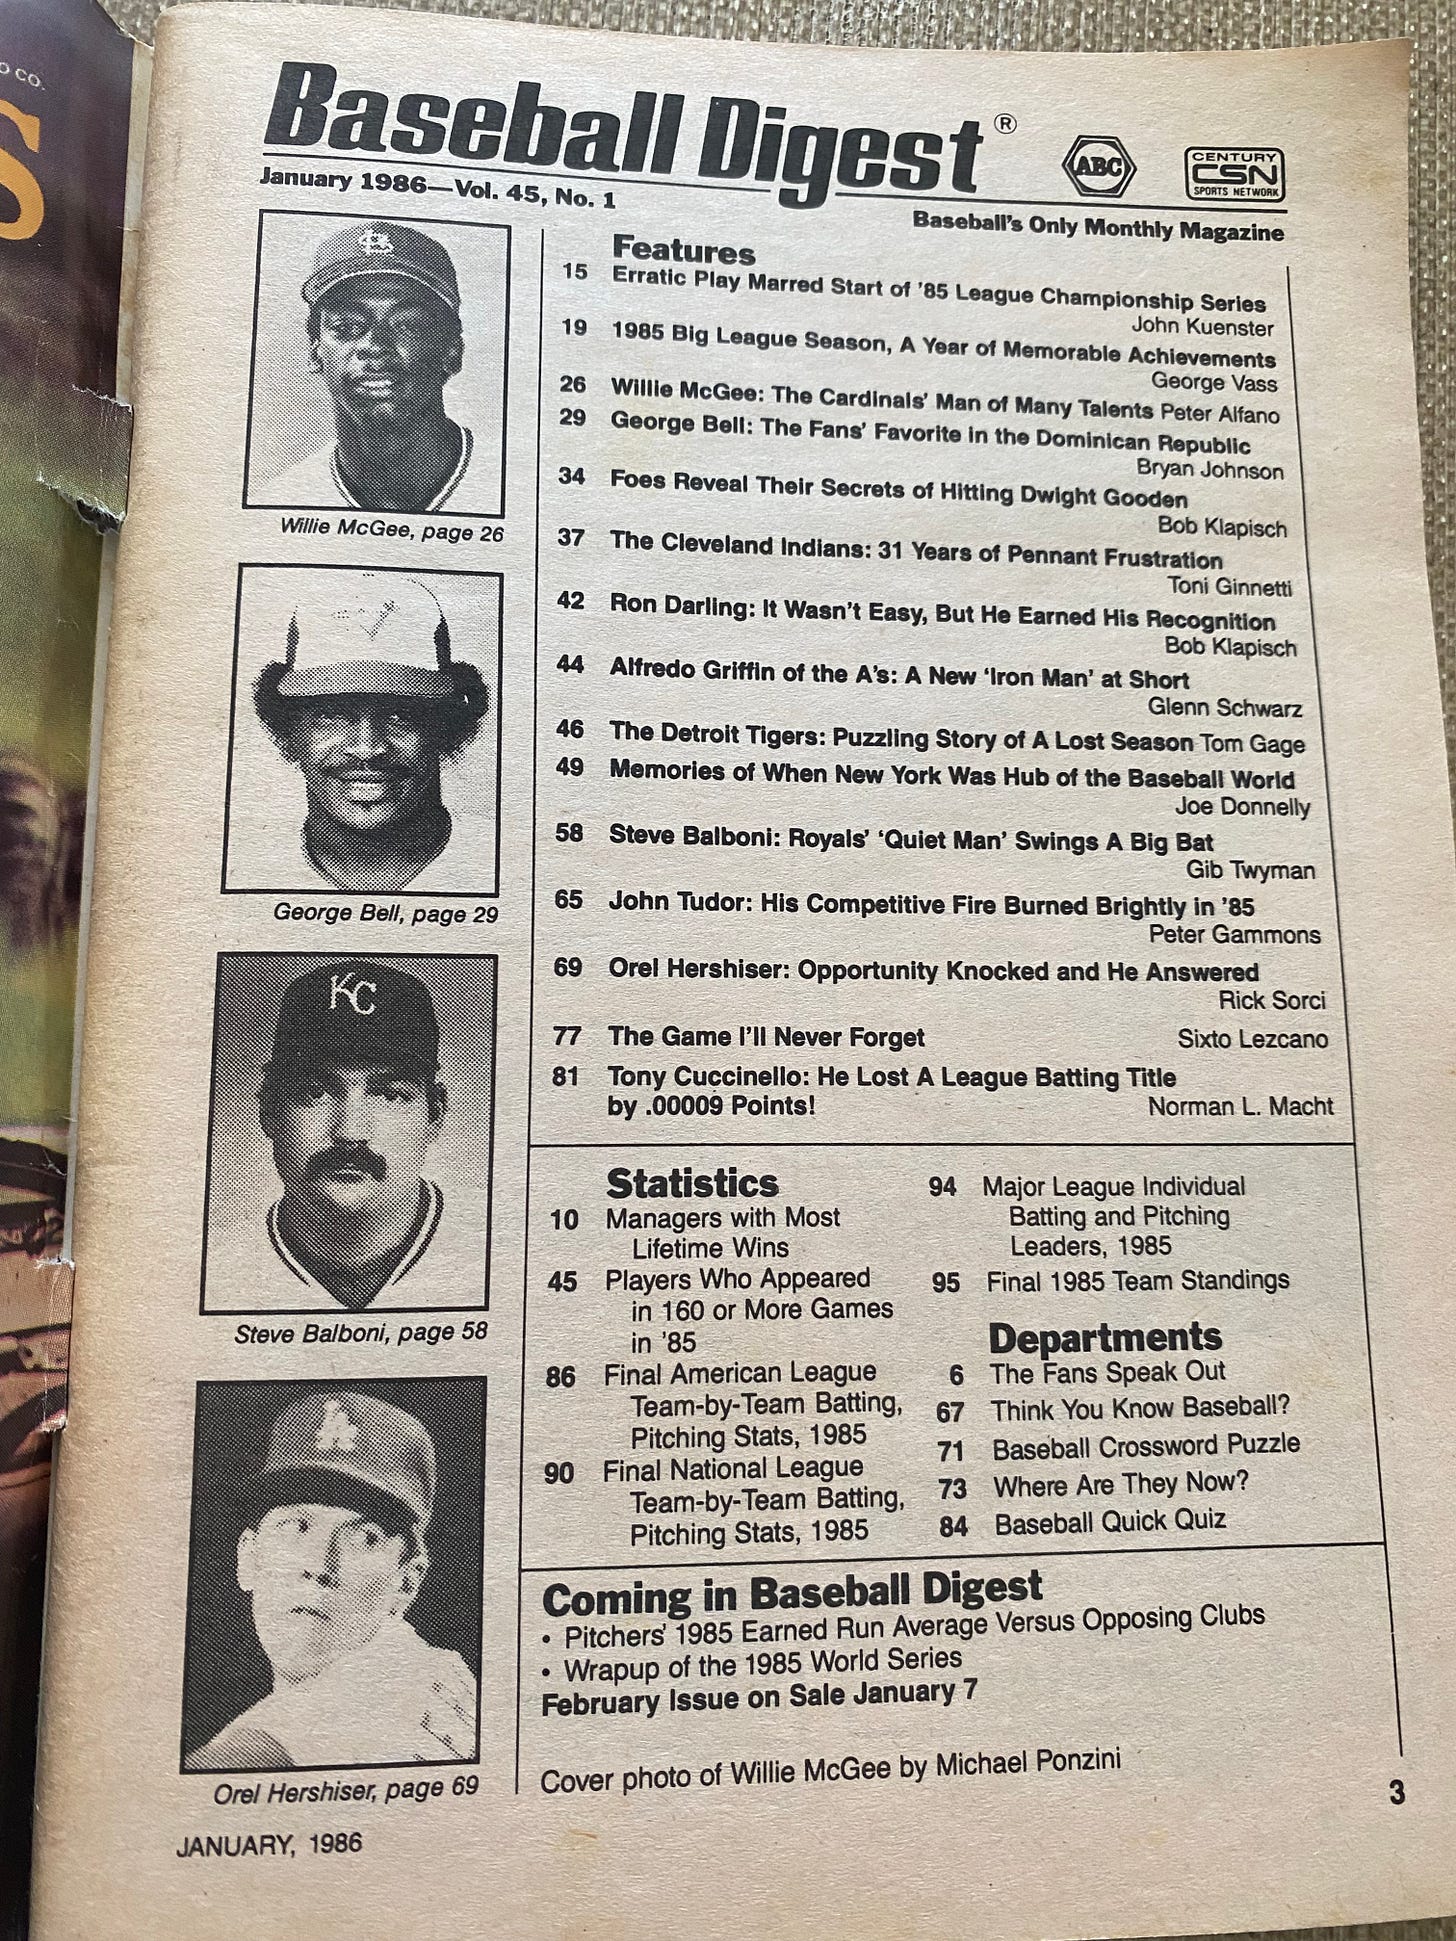 O CO.
S
Baseball Digest®
ABC
CENTURY
CSN
SPORTS NETWORK
January 1986—Vol. 45, No. 1
Baseball's Only Monthly Magazine
Willie McGee, page 26
George Bell, page 29
KC
Steve Balboni, page 58
Orel Hershiser, page 69
Features
15 Erratic Play Marred Start of '85 League Championship Series
John Kuenster
19 1985 Big League Season, A Year of Memorable Achievements
George Vass
26 Willie McGee: The Cardinals' Man of Many Talents Peter Alfano
29 George Bell: The Fans' Favorite in the Dominican Republic
Bryan Johnson
34 Foes Reveal Their Secrets of Hitting Dwight Gooden
Bob Klapisch
37 The Cleveland Indians: 31 Years of Pennant Frustration
Toni Ginnetti
42 Ron Darling: It Wasn't Easy, But He Earned His Recognition
Bob Klapisch
44 Alfredo Griffin of the A's: A New 'Iron Man' at Short
Glenn Schwarz
46 The Detroit Tigers: Puzzling Story of A Lost Season Tom Gage
49 Memories of When New York Was Hub of the Baseball World
Joe Donnelly
58 Steve Balboni: Royals' 'Quiet Man' Swings A Big Bat
Gib Twyman
65 John Tudor: His Competitive Fire Burned Brightly in '85
Peter Gammons
69 Orel Hershiser: Opportunity Knocked and He Answered
Rick Sorci
77 The Game I'll Never Forget Sixto Lezcano
81 Tony Cuccinello: He Lost A League Batting Title
by .00009 Points! Norman L. Macht
Statistics
10 Managers with Most
Lifetime Wins
45 Players Who Appeared
in 160 or More Games
in '85
86 Final American League
Team-by-Team Batting,
Pitching Stats, 1985
90 Final National League
Team-by-Team Batting,
Pitching Stats, 1985
94 Major League Individual
Batting and Pitching
Leaders, 1985
95 Final 1985 Team Standings
Departments
6 The Fans Speak Out
67 Think You Know Baseball?
71 Baseball Crossword Puzzle
73 Where Are They Now?
84 Baseball Quick Quiz
Coming in Baseball Digest
• Pitchers' 1985 Earned Run Average Versus Opposing Clubs
• Wrapup of the 1985 World Series
February Issue on Sale January 7
Cover photo of Willie McGee by Michael Ponzini
3
JANUARY, 1986